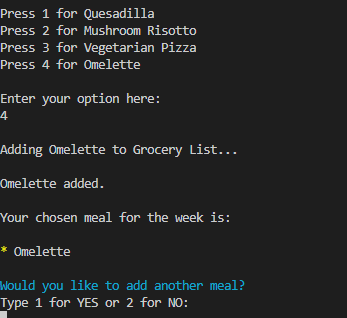 Press 1 for Quesadilla
Press 2 for Mushroom Risotto
Press 3 for Vegetarian Pizza
Press 4 for Omelette
Enter your option here:
4
Adding Omelette to Grocery List...
Omelette added.
Your chosen meal for the week is:
* Omelette
Would you like to add another meal?
Type 1 for YES or 2 for NO: